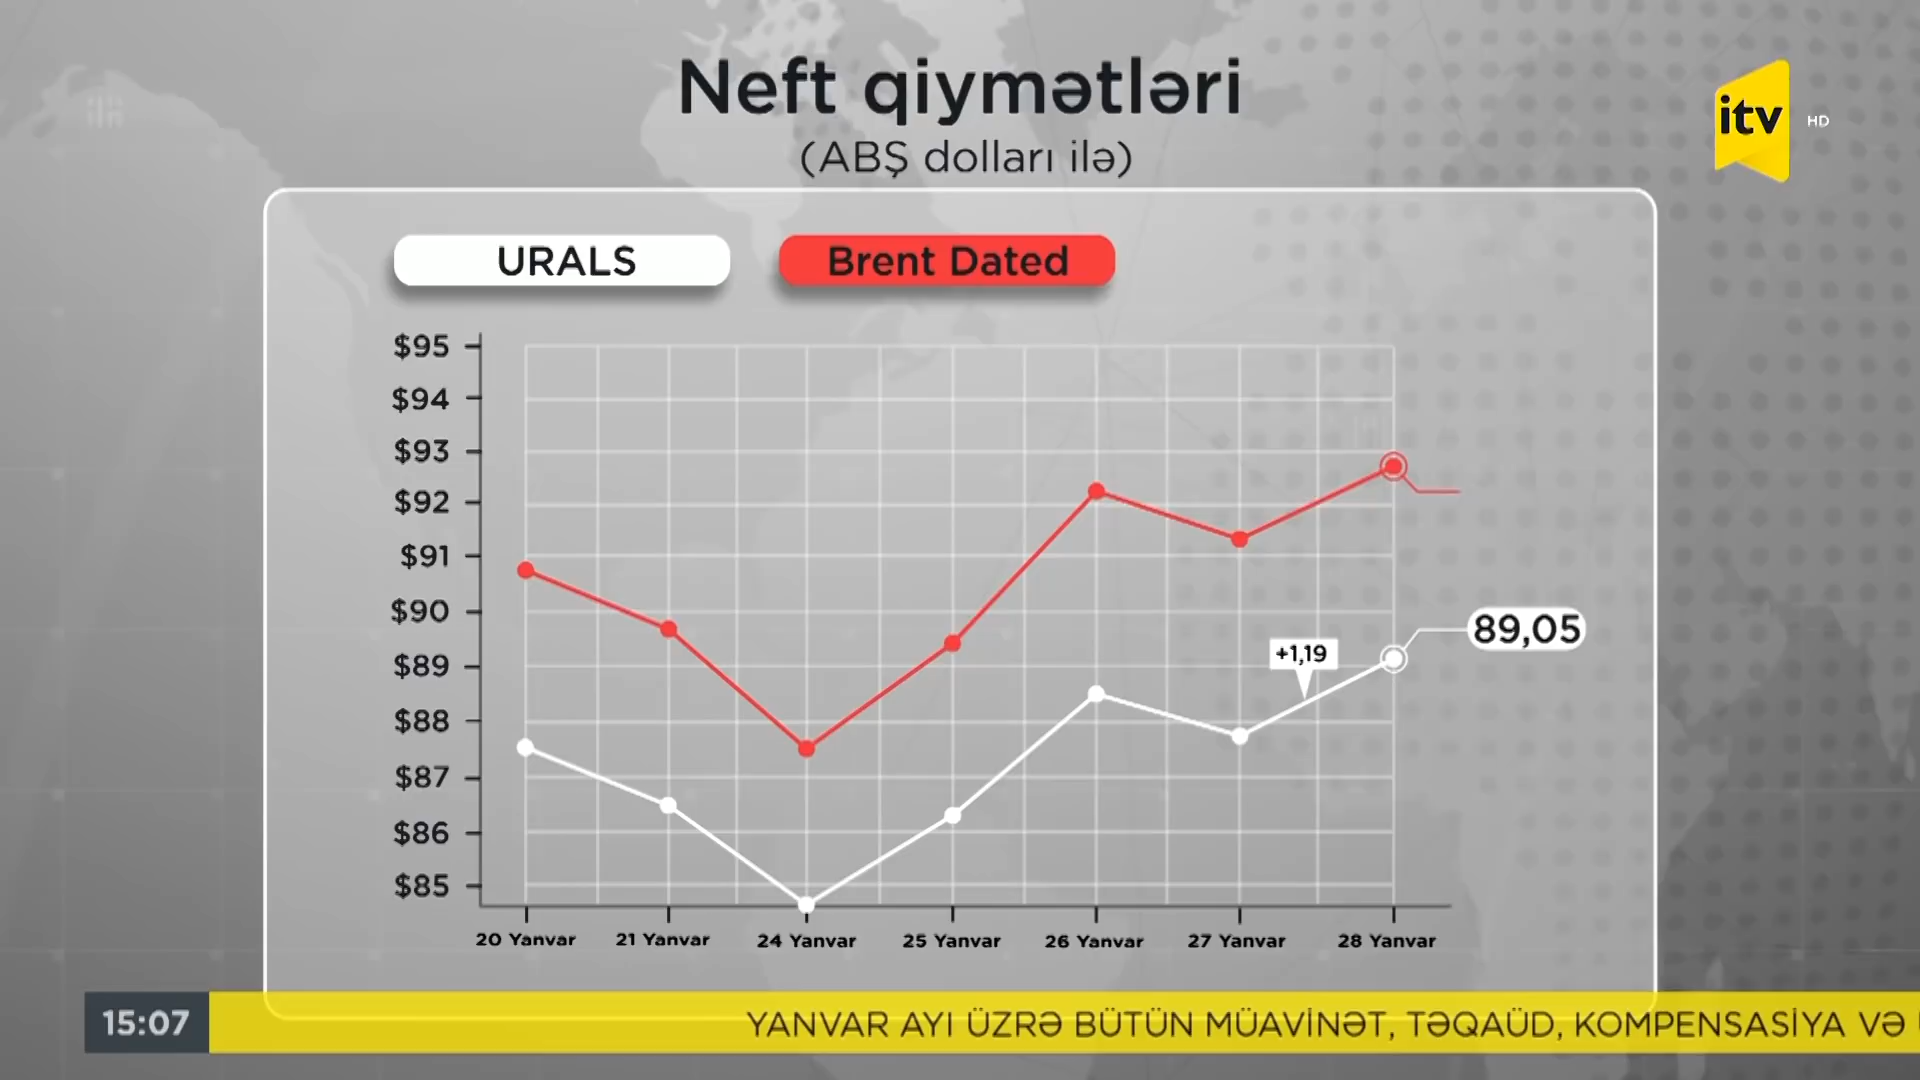 Neft qiymətləri
(ABŞ dolları ilə)
itv HD
URALS
Brent Dated
$95
$94
$93
$92
$91
$90
$89
$88
$87
$86
$85
+1,19
89,05
20 Yanvar
21 Yanvar
24 Yanvar
25 Yanvar
26 Yanvar
27 Yanvar
28 Yanvar
15:07
YANVAR AYI ÜZRƏ BÜTÜN MÜAVİNƏT, TƏQAÜD, KOMPENSASİYA VƏ